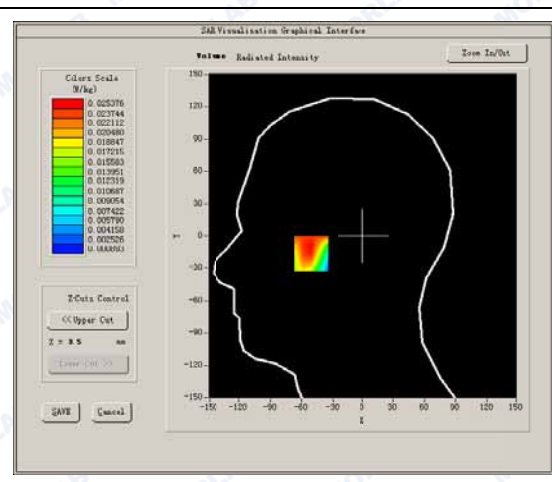 SAR Visualisation Graphical Interface
Volume Radiated Intensity
Zoom In/Out
Colors Scale
(W/kg)
0.025376
0.023744
0.022112
0.020480
0.018847
0.017215
0.015583
0.013951
0.012319
0.010687
0.009054
0.007422
0.005790
0.004158
0.002526
Z-Cuts Control
<< Upper Cut
Lower Cut >>
SAVE
Cancel
150
120
90
60
30
0
-30
-60
-90
-120
-150
Y
-150 -120 -90 -60 -30 0 30 60 90 120 150
X